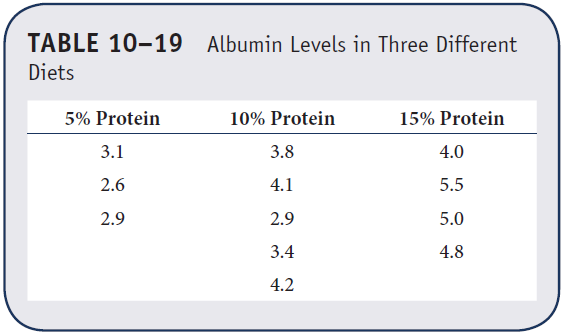 TABLE 10–19 Albumin Levels in Three Different
Diets
5% Protein 10% Protein 15% Protein
3.1 3.8 4.0
2.6 4.1 5.5
2.9 2.9 5.0
3.4 4.8
4.2